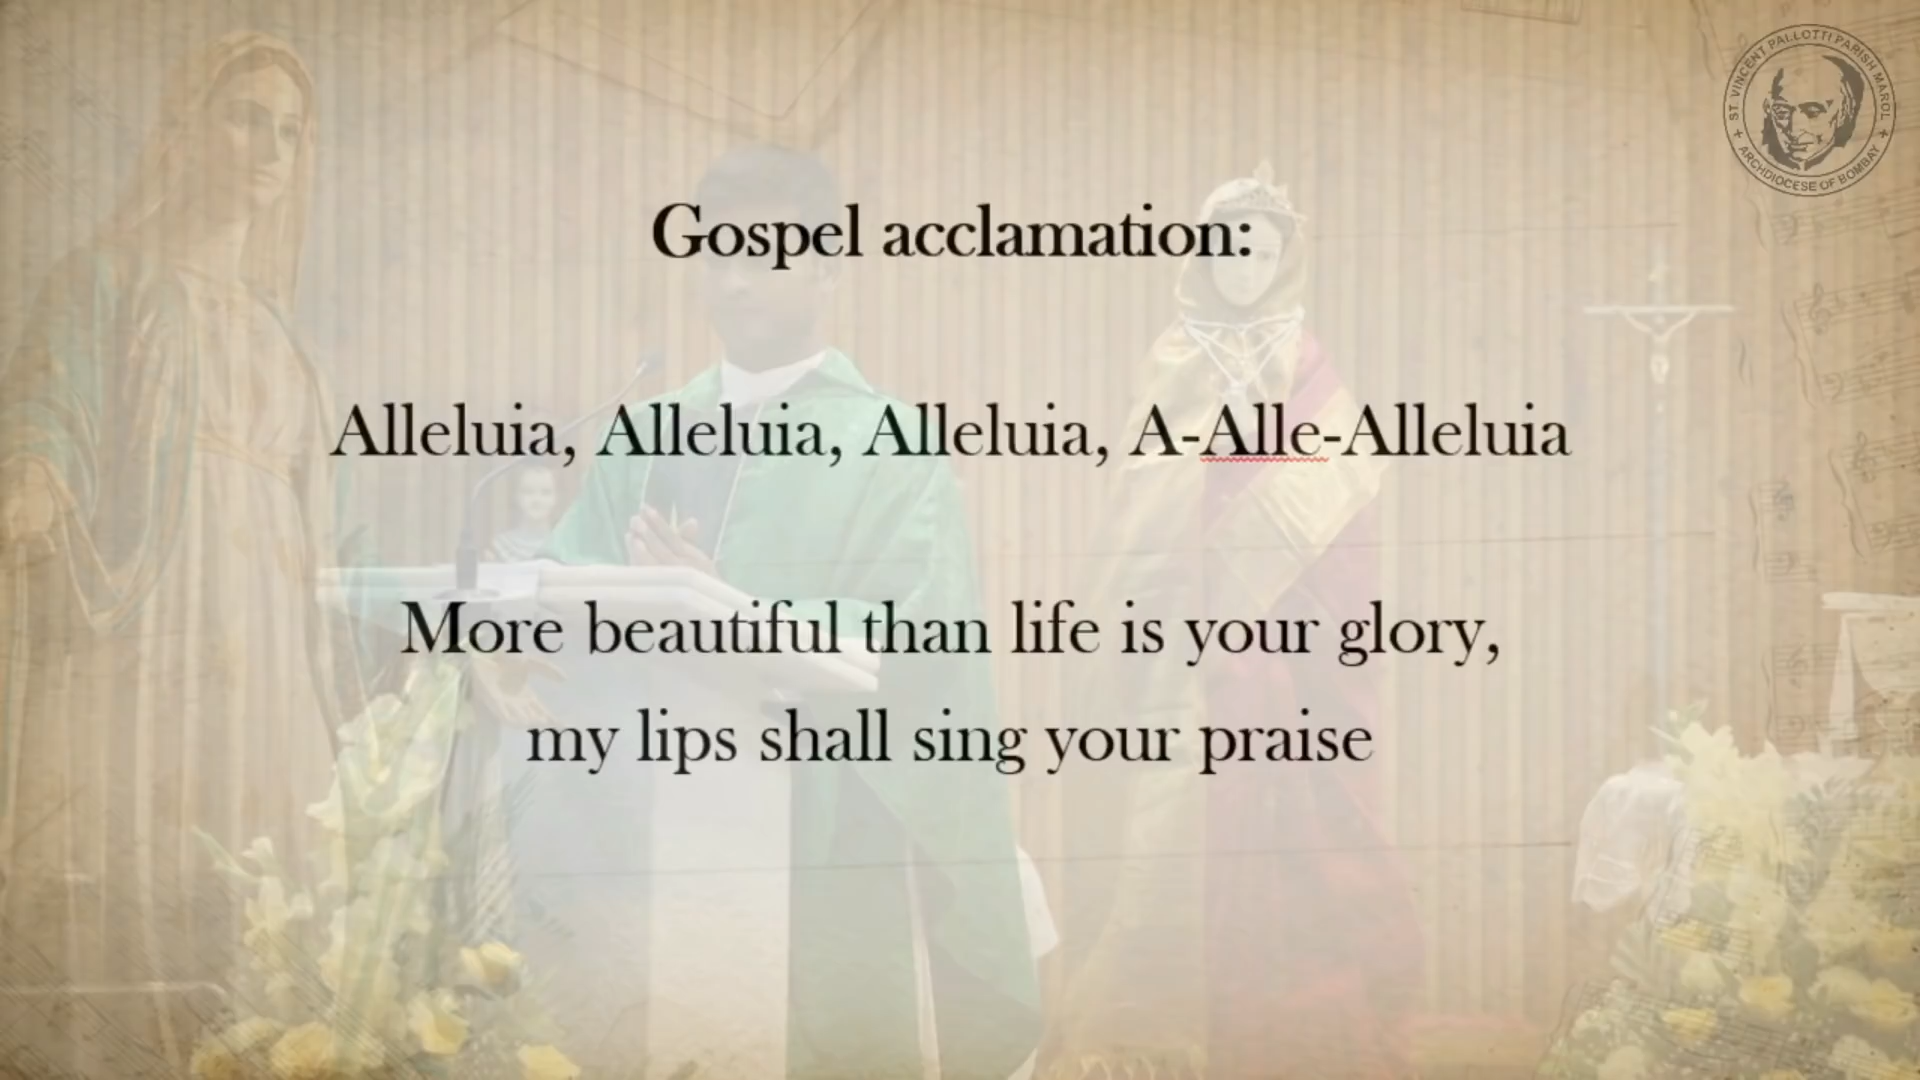 ST VINCENT PALLOTTI PARISH MAROL
ARCHDIOCESE OF BOMBAY
Gospel acclamation:
Alleluia, Alleluia, Alleluia, A-Alle-Alleluia
More beautiful than life is your glory,
my lips shall sing your praise